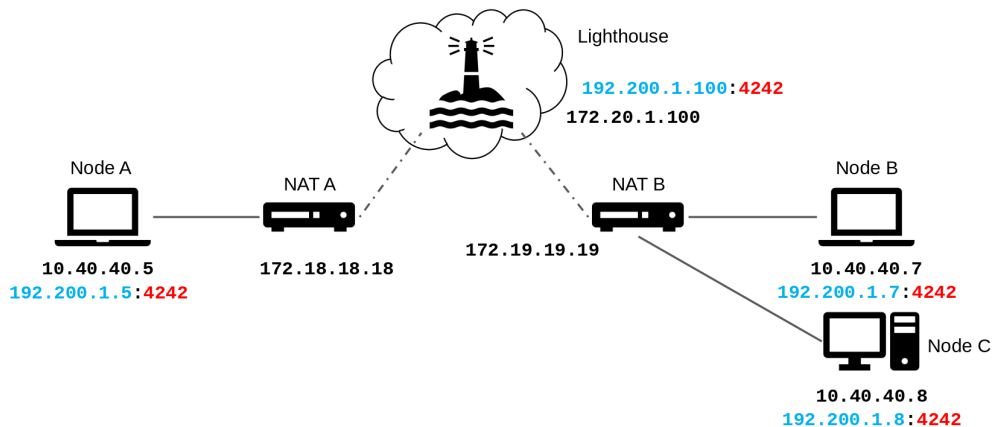 Lighthouse
192.200.1.100:4242
172.20.1.100
Node A
NAT A
NAT B
Node B
172.19.19.19
10.40.40.5
172.18.18.18
10.40.40.7
192.200.1.5:4242
192.200.1.7:4242
Node C
10.40.40.8
192.200.1.8:4242